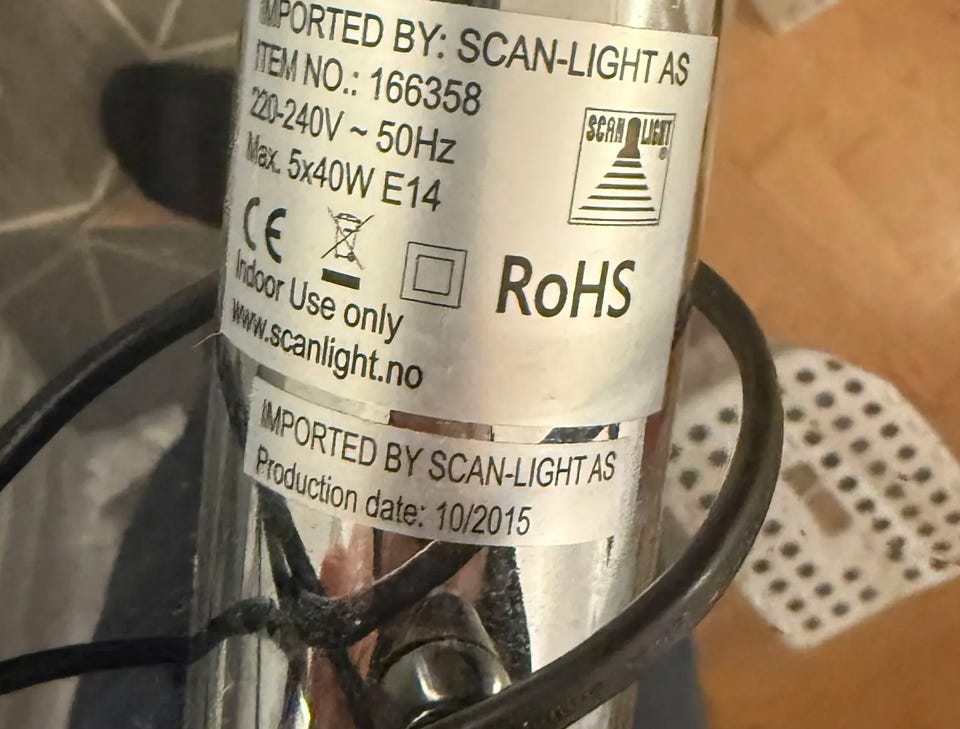 IMPORTED BY: SCAN-LIGHT AS
ITEM NO.: 166358
220-240V ~ 50Hz
Max. 5x40W E14
SCAN LIGHT®
CE
RoHS
Indoor Use only
www.scanlight.no
IMPORTED BY SCAN-LIGHT AS
Production date: 10/2015